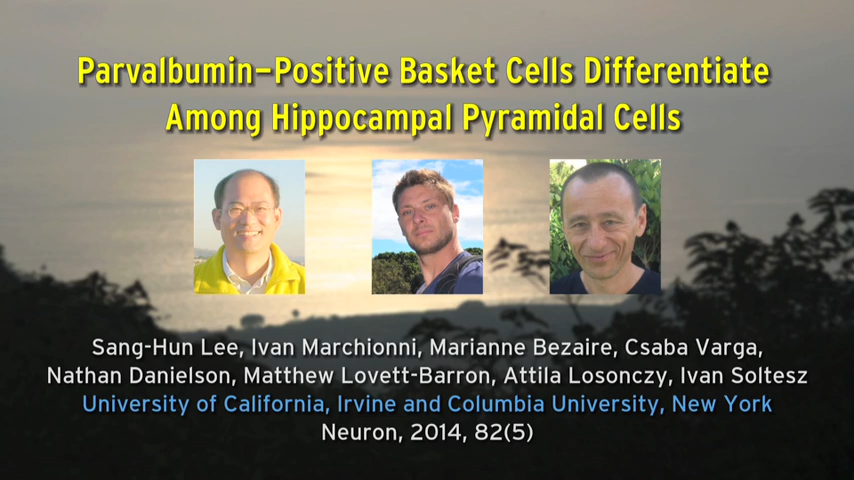 Parvalbumin–Positive Basket Cells Differentiate
Among Hippocampal Pyramidal Cells
Sang-Hun Lee, Ivan Marchionni, Marianne Bezaire, Csaba Varga,
Nathan Danielson, Matthew Lovett-Barron, Attila Losonczy, Ivan Soltesz
University of California, Irvine and Columbia University, New York
Neuron, 2014, 82(5)